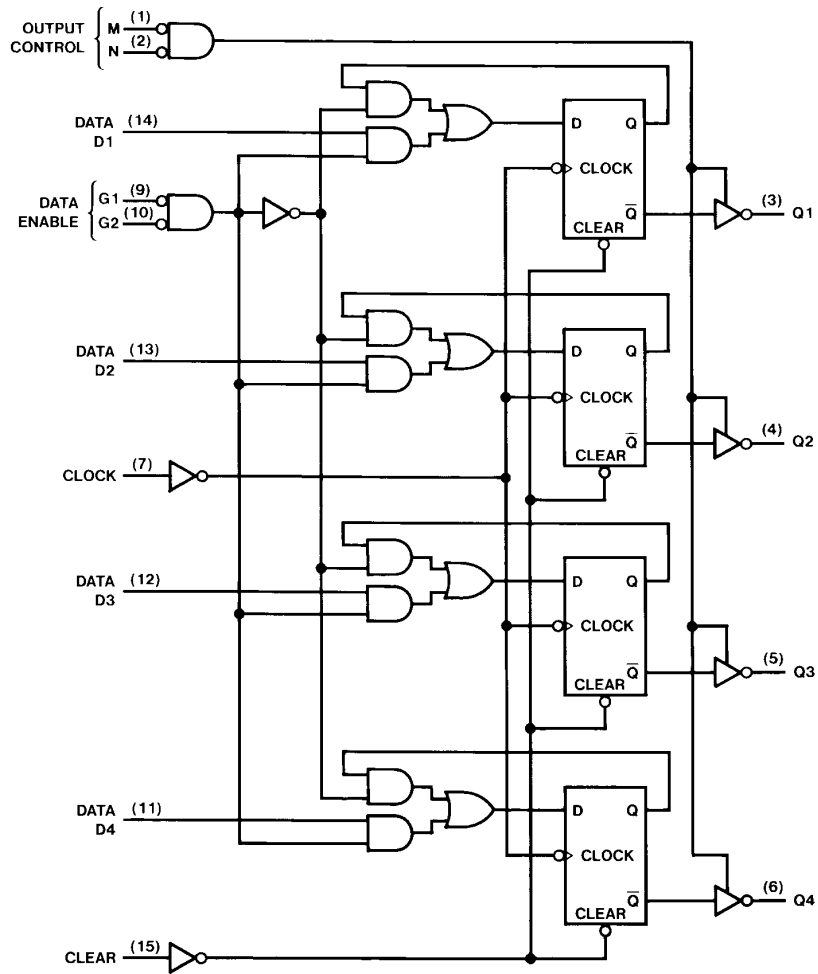 OUTPUT
CONTROL
M (1)
N (2)
DATA
D1
(14)
D Q
CLOCK
Q̅
CLEAR
(3) Q1
DATA
ENABLE
G1 (9)
G2 (10)
DATA
D2
(13)
D Q
CLOCK
Q̅
CLEAR
(4) Q2
CLOCK (7)
DATA
D3
(12)
D Q
CLOCK
Q̅
CLEAR
(5) Q3
DATA
D4
(11)
D Q
CLOCK
Q̅
CLEAR
(6) Q4
CLEAR (15)